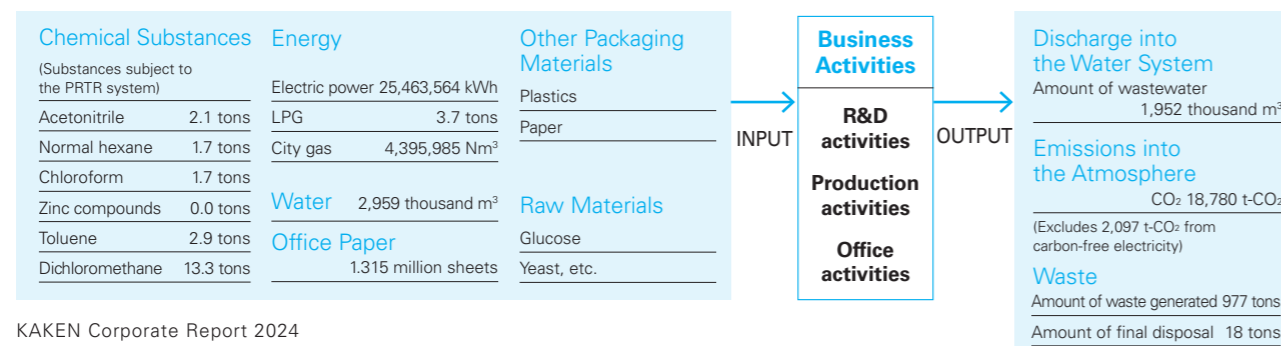 Chemical Substances
(Substances subject to
the PRTR system)
Acetonitrile 2.1 tons
Normal hexane 1.7 tons
Chloroform 1.7 tons
Zinc compounds 0.0 tons
Toluene 2.9 tons
Dichloromethane 13.3 tons
Energy
Electric power 25,463,564 kWh
LPG 3.7 tons
City gas 4,395,985 Nm³
Water 2,959 thousand m³
Office Paper
1.315 million sheets
Other Packaging
Materials
Plastics
Paper
Raw Materials
Glucose
Yeast, etc.
INPUT
Business
Activities
R&D
activities
Production
activities
Office
activities
OUTPUT
Discharge into
the Water System
Amount of wastewater
1,952 thousand m³
Emissions into
the Atmosphere
CO₂ 18,780 t-CO₂
(Excludes 2,097 t-CO₂ from
carbon-free electricity)
Waste
Amount of waste generated 977 tons
Amount of final disposal 18 tons
KAKEN Corporate Report 2024